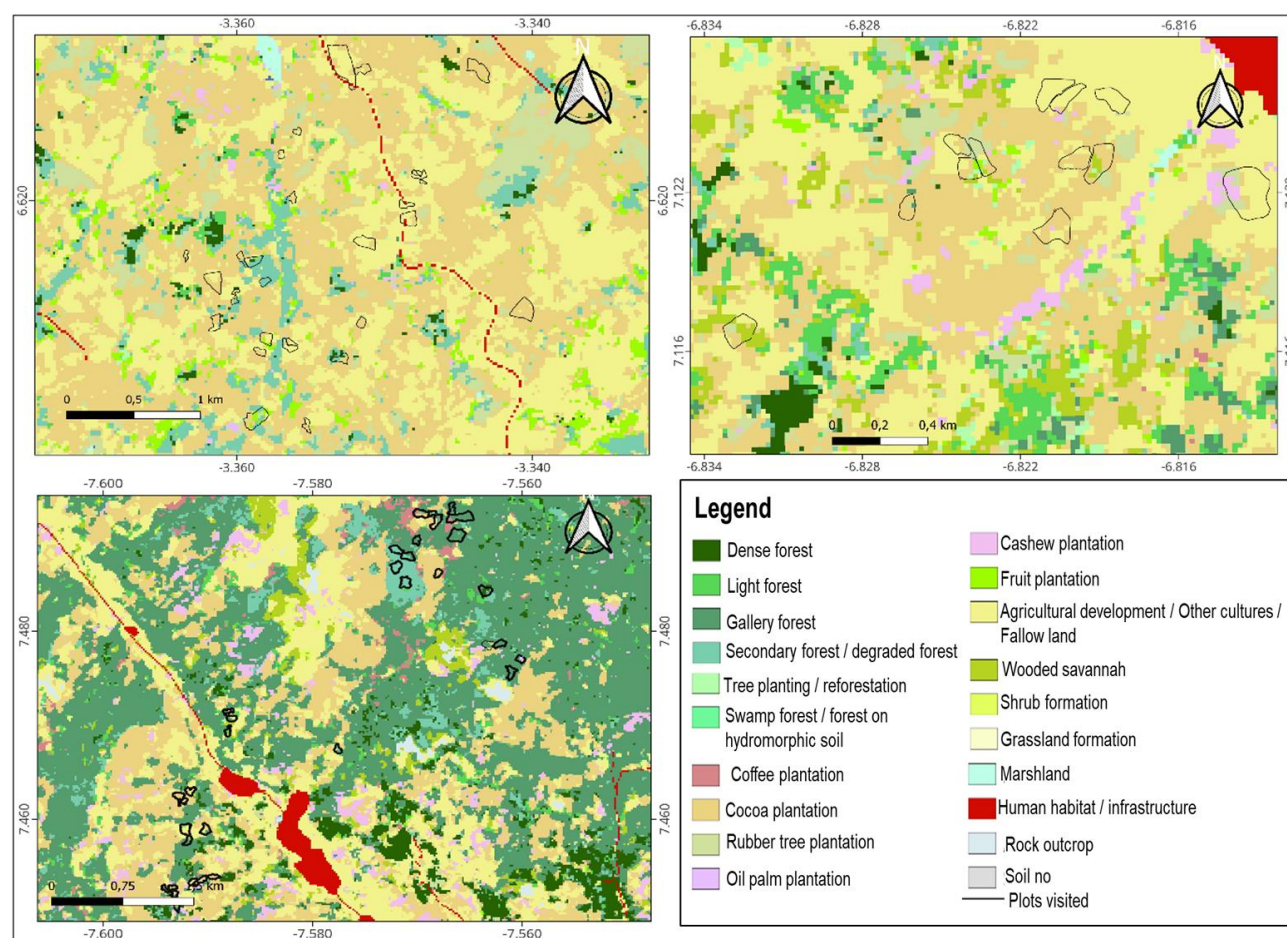 -3.360 -3.340
N
6.620 6.620
0 0,5 1 km
-3.360 -3.340
-6.834 -6.828 -6.822 -6.816
N
7.122
7.116
0 0,2 0,4 km
-6.834 -6.828 -6.822 -6.816
-7.600 -7.580 -7.560
7.480 7.480
7.460 7.460
0 0,75 km
-7.600 -7.580 -7.560
Legend
Dense forest
Light forest
Gallery forest
Secondary forest / degraded forest
Tree planting / reforestation
Swamp forest / forest on
hydromorphic soil
Coffee plantation
Cocoa plantation
Rubber tree plantation
Oil palm plantation
Cashew plantation
Fruit plantation
Agricultural development / Other cultures /
Fallow land
Wooded savannah
Shrub formation
Grassland formation
Marshland
Human habitat / infrastructure
Rock outcrop
Soil no
Plots visited